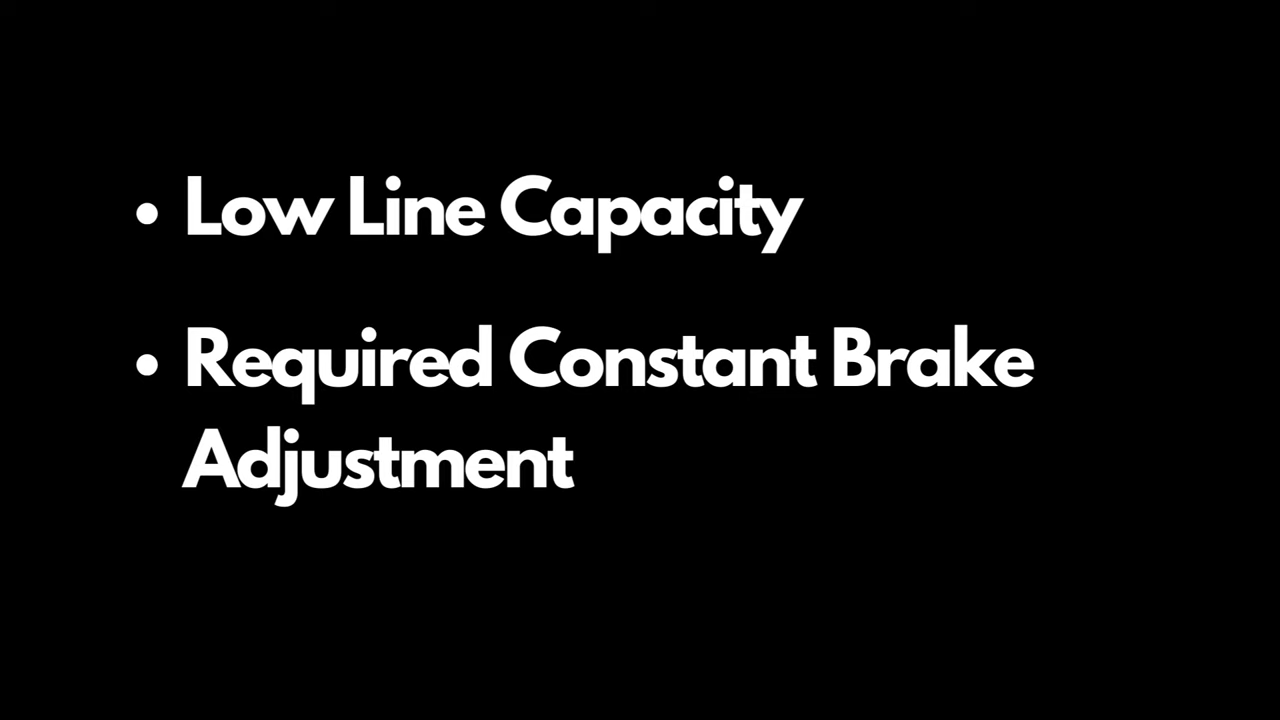 • Low Line Capacity
• Required Constant Brake
Adjustment